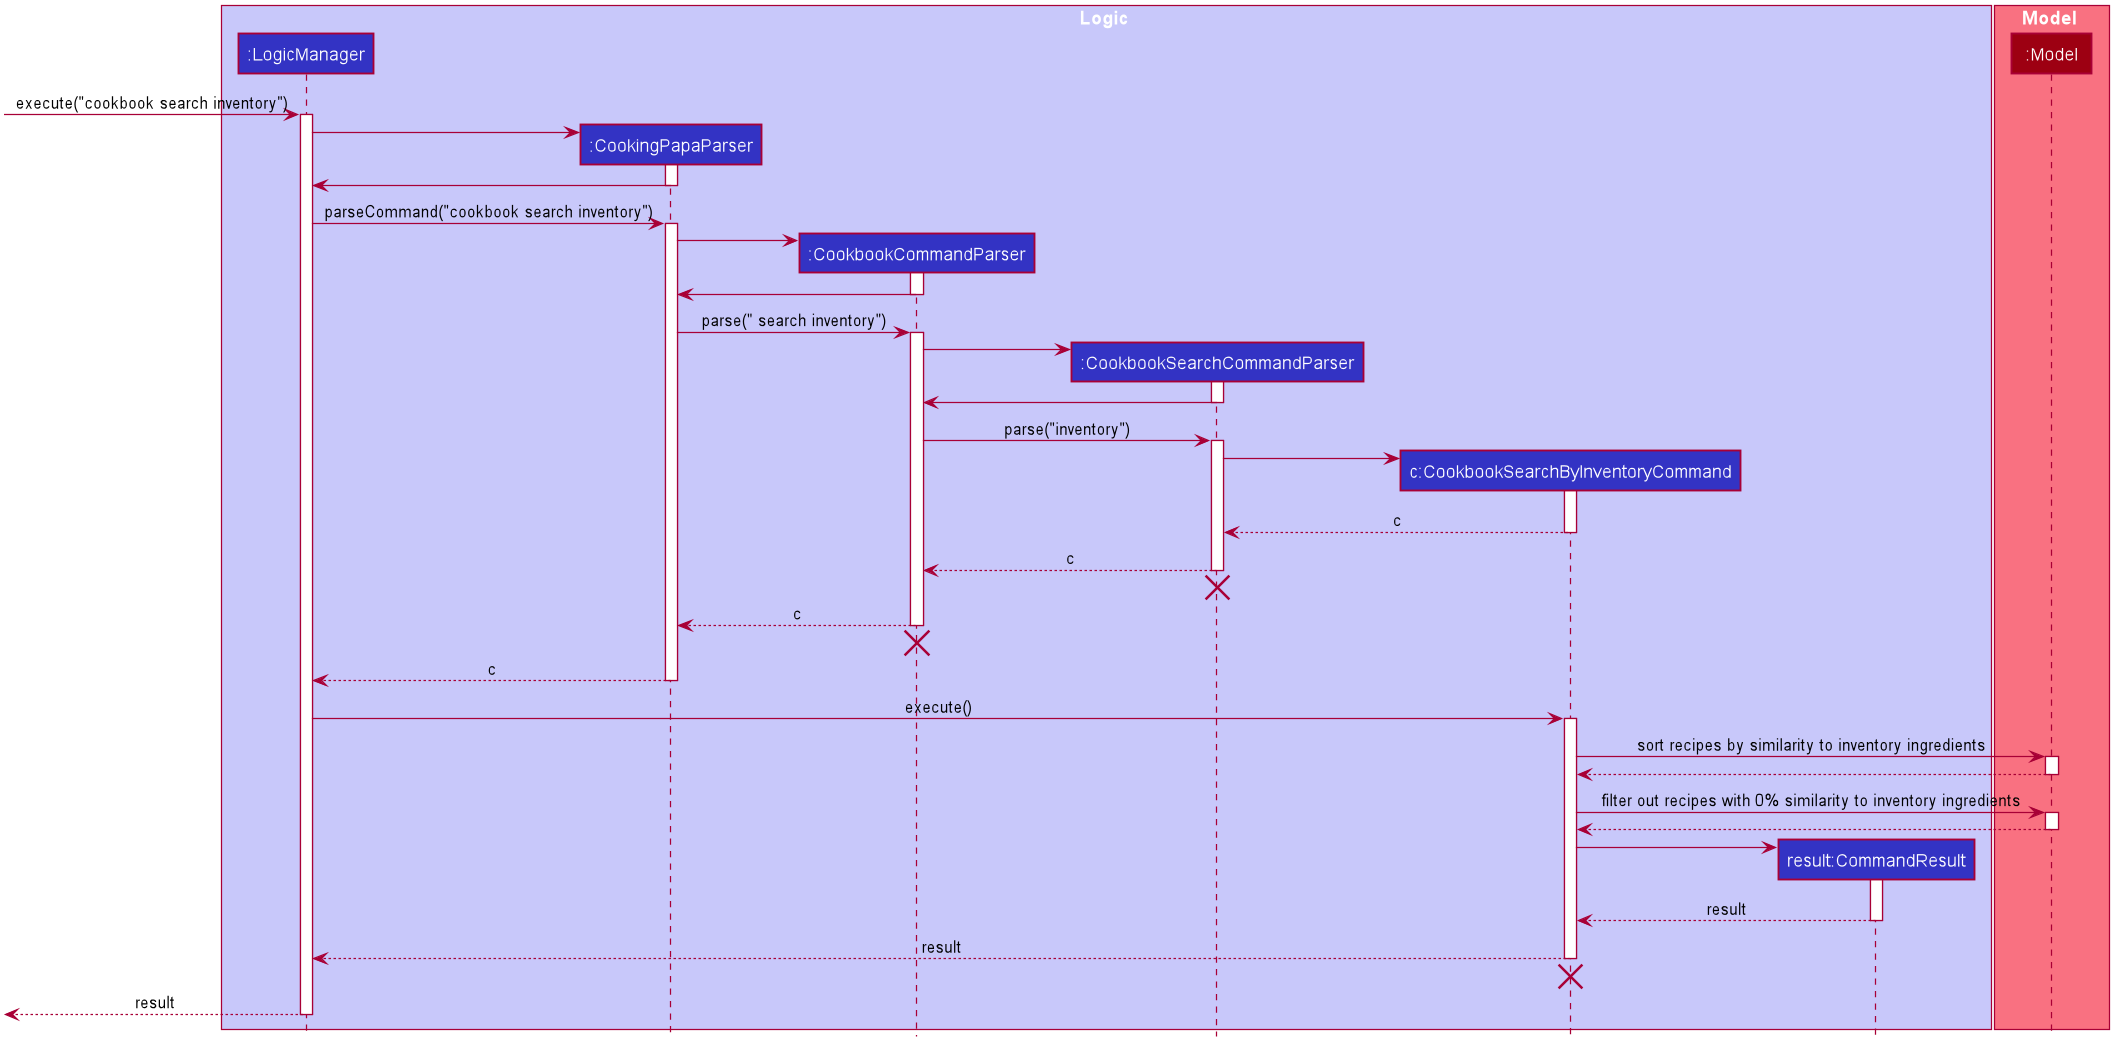 Logic
Model
:LogicManager
:Model
execute("cookbook search inventory")
:CookingPapaParser
parseCommand("cookbook search inventory")
:CookbookCommandParser
parse(" search inventory")
:CookbookSearchCommandParser
parse("inventory")
c:CookbookSearchByInventoryCommand
c
c
c
c
execute()
sort recipes by similarity to inventory ingredients
filter out recipes with 0% similarity to inventory ingredients
result:CommandResult
result
result
result